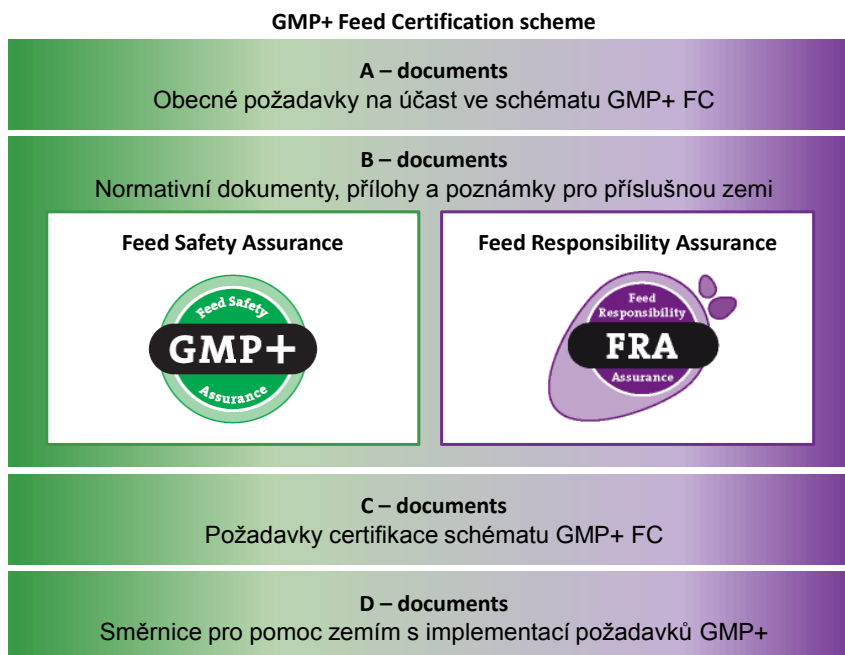 GMP+ Feed Certification scheme
A – documents
Obecné požadavky na účast ve schématu GMP+ FC
B – documents
Normativní dokumenty, přílohy a poznámky pro příslušnou zemi
Feed Safety Assurance
Feed Safety
GMP+
Assurance
Feed Responsibility Assurance
Feed
Responsibility
FRA
Assurance
C – documents
Požadavky certifikace schématu GMP+ FC
D – documents
Směrnice pro pomoc zemím s implementací požadavků GMP+